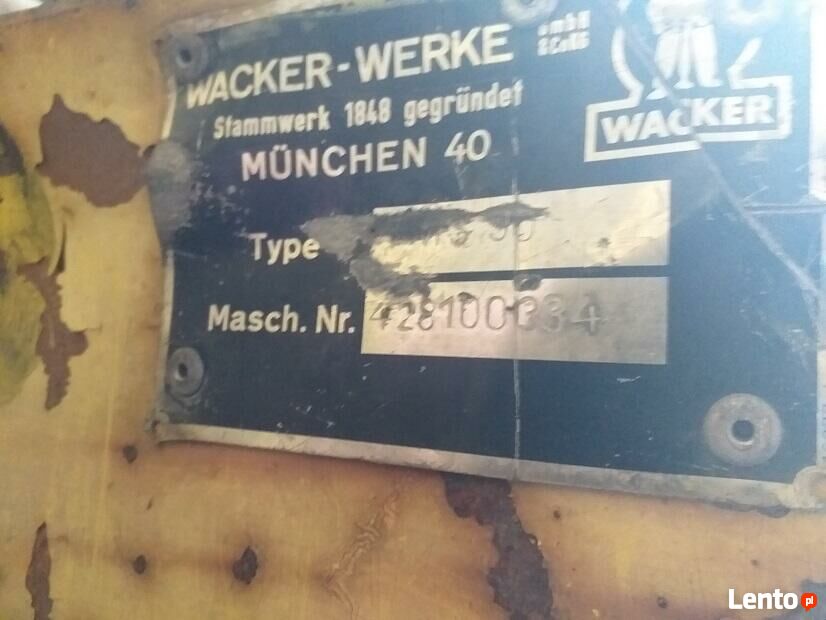 WACKER-WERKE
gmbH
& CoKG
Stammwerk 1848 gegründet
MÜNCHEN 40
WACKER
Type
Masch. Nr. 428100034
Lento.pl